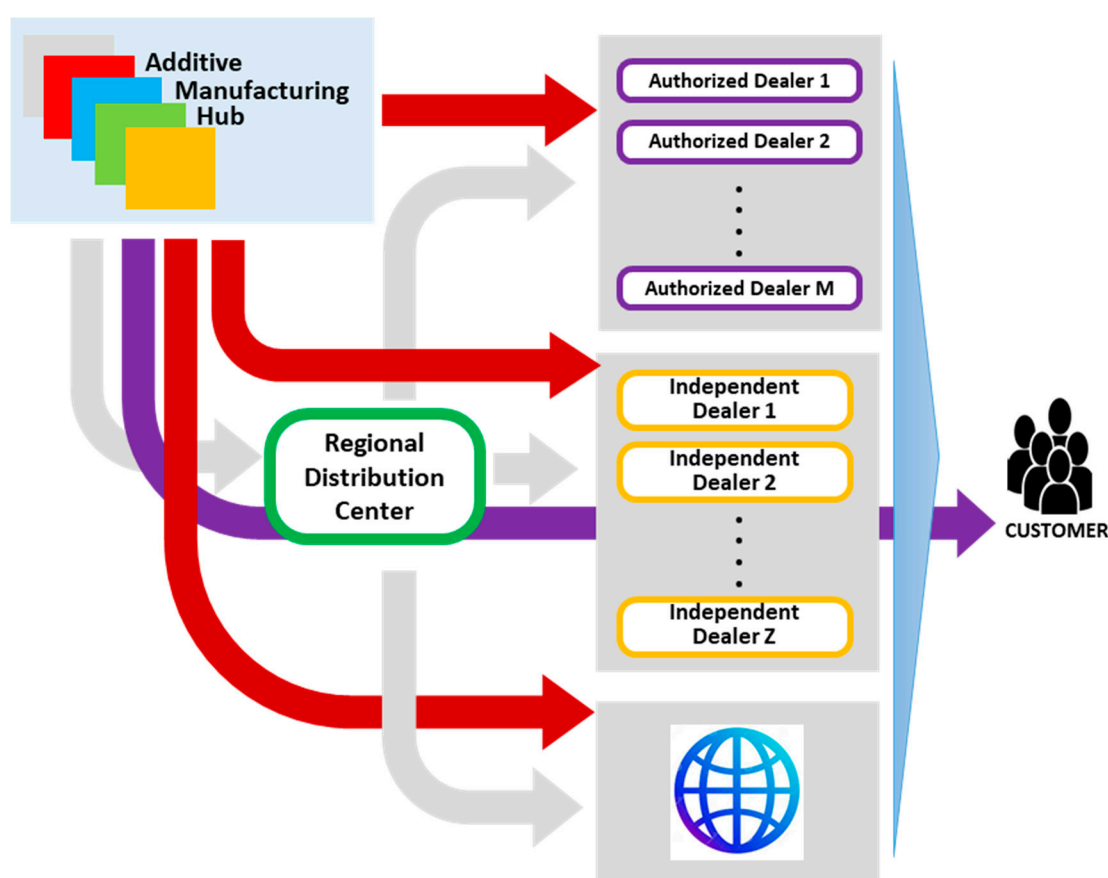 Additive
Manufacturing
Hub
Authorized Dealer 1
Authorized Dealer 2
Authorized Dealer M
Independent
Dealer 1
Independent
Dealer 2
Independent
Dealer Z
Regional
Distribution
Center
CUSTOMER